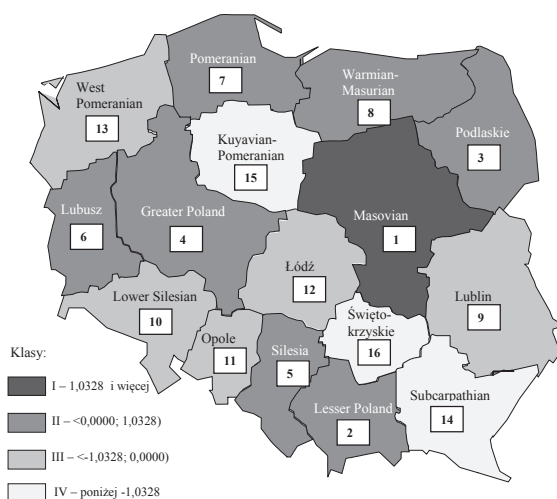 Pomeranian
7
Warmian-
Masurian
8
West
Pomeranian
13
Kuyavian-
Pomeranian
15
Podlaskie
3
Lubusz
6
Greater Poland
4
Masovian
1
Łódź
12
Lower Silesian
10
Lublin
9
Opole
11
Silesia
5
Święto-
krzyskie
16
Lesser Poland
2
Subcarpathian
14
Klasy:
I – 1,0328 i więcej
II – <0,0000; 1,0328)
III – <-1,0328; 0,0000)
IV – poniżej -1,0328